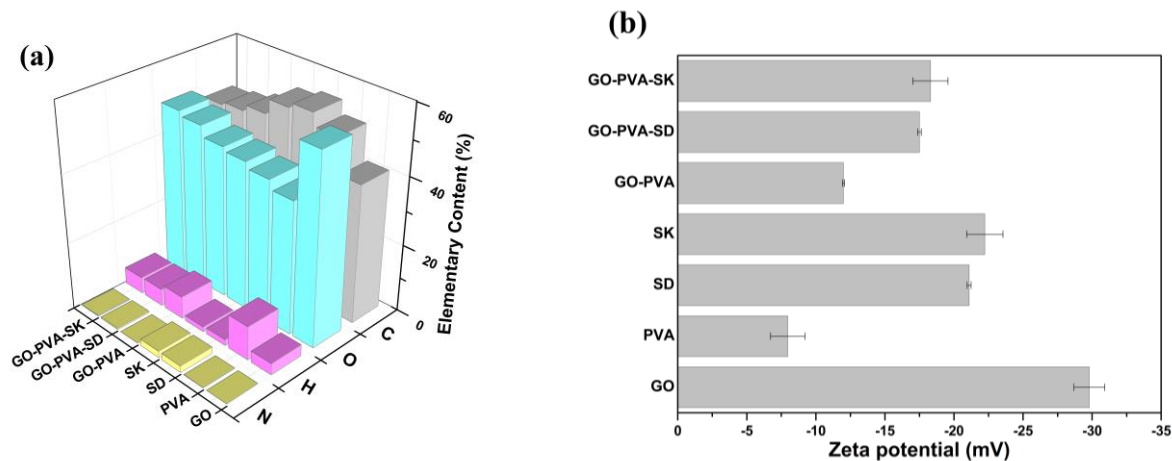 (a)
60
40
20
0
Elementary Content (%)
GO-PVA-SK
GO-PVA-SD
GO-PVA
SK
SD
PVA
GO
N
H
O
C
(b)
GO-PVA-SK
GO-PVA-SD
GO-PVA
SK
SD
PVA
GO
0 -5 -10 -15 -20 -25 -30 -35
Zeta potential (mV)